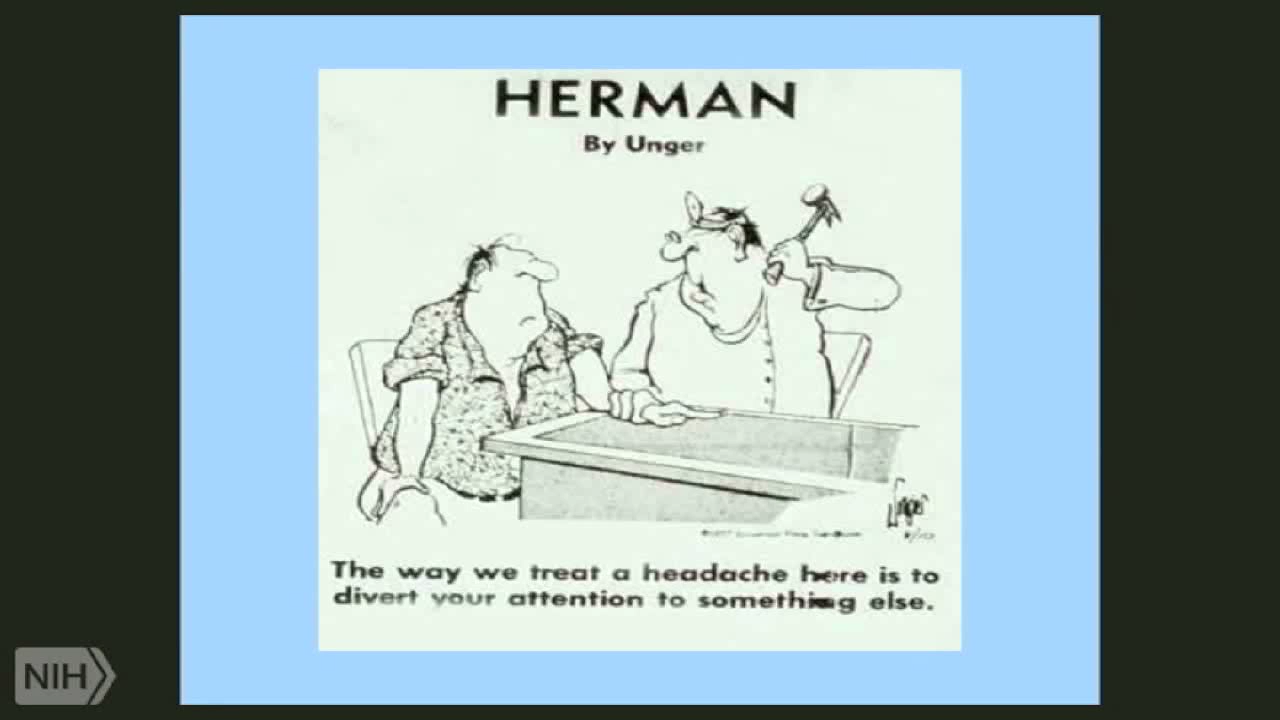 HERMAN
By Unger
The way we treat a headache here is to
divert your attention to something else.
NIH